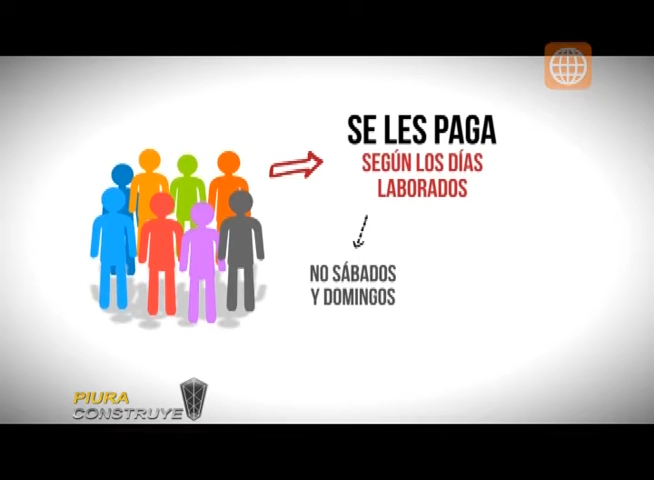 SE LES PAGA
SEGÚN LOS DÍAS
LABORADOS
NO SÁBADOS
Y DOMINGOS
PIURA
CONSTRUYE